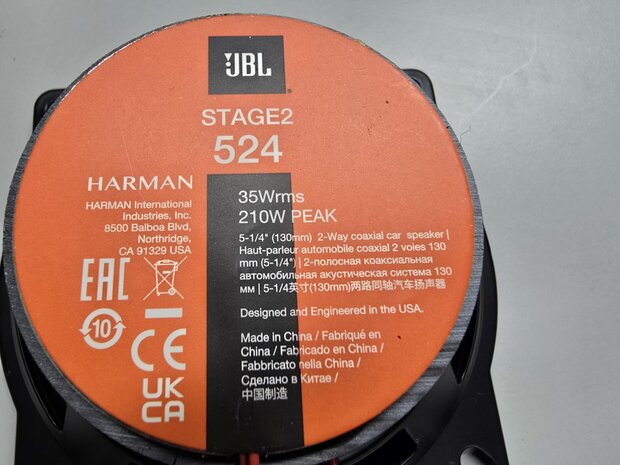 JBL
STAGE2
524
HARMAN
HARMAN International
Industries, Inc.
8500 Balboa Blvd,
Northridge,
CA 91329 USA
35Wrms
210W PEAK
5-1/4" (130mm) 2-Way coaxial car speaker |
Haut-parleur automobile coaxial 2 voies 130
mm (5-1/4") | 2-полосная коаксиальная
автомобильная акустическая система 130
мм | 5-1/4英寸(130mm)两路同轴汽车扬声器
Designed and Engineered in the USA.
Made in China / Fabriqué en
China / Fabricado en China /
Fabbricato nella China /
Сделано в Китае /
中国制造
EAC
10
CE
UK
CA